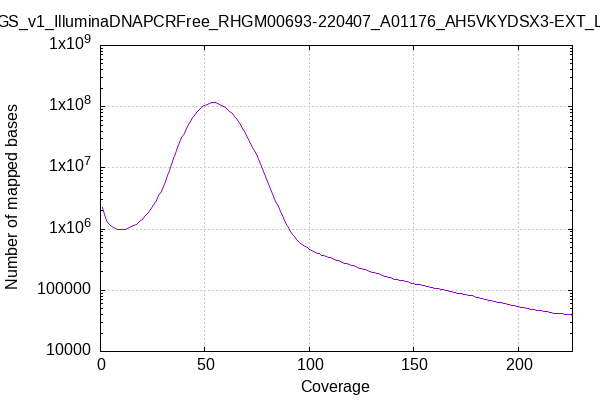 GS_v1_IlluminaDNAPCRFree_RHGM00693-220407_A01176_AH5VKYDSX3-EXT_L
1x10^9
1x10^8
1x10^7
1x10^6
100000
10000
Number of mapped bases
0 50 100 150 200
Coverage